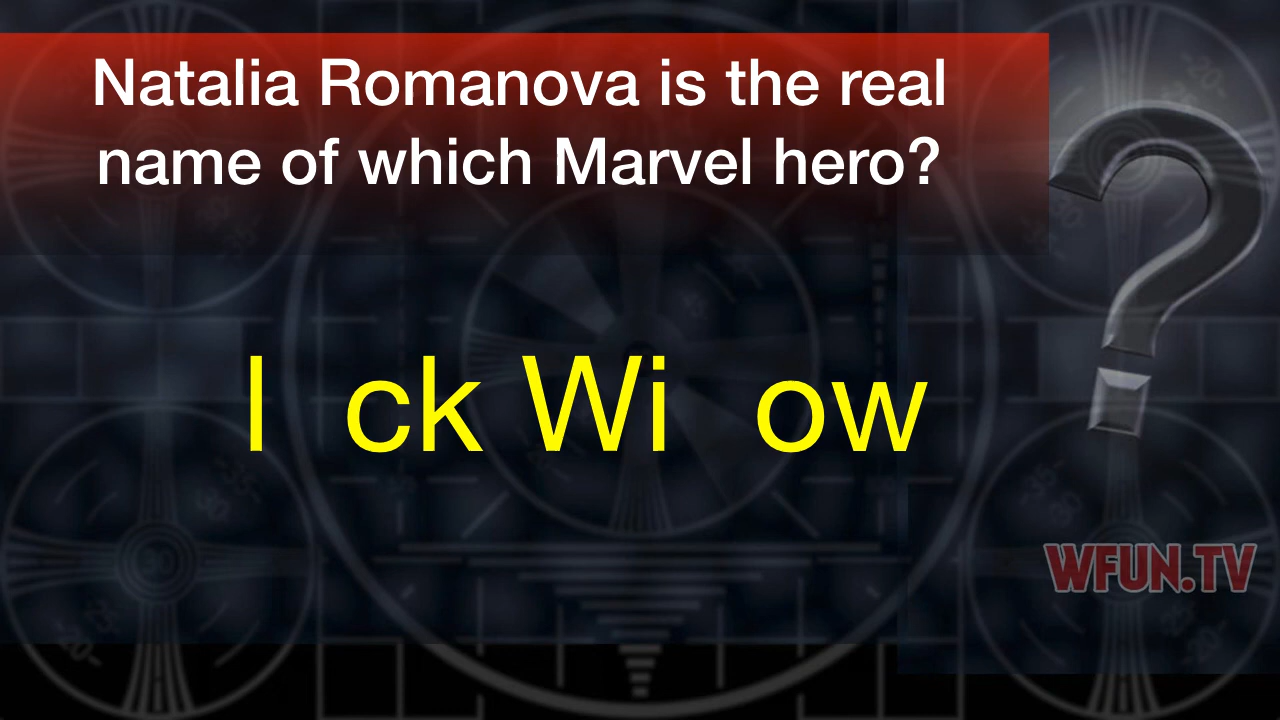 Natalia Romanova is the real
name of which Marvel hero?
l ck Wi ow
WFUN.TV